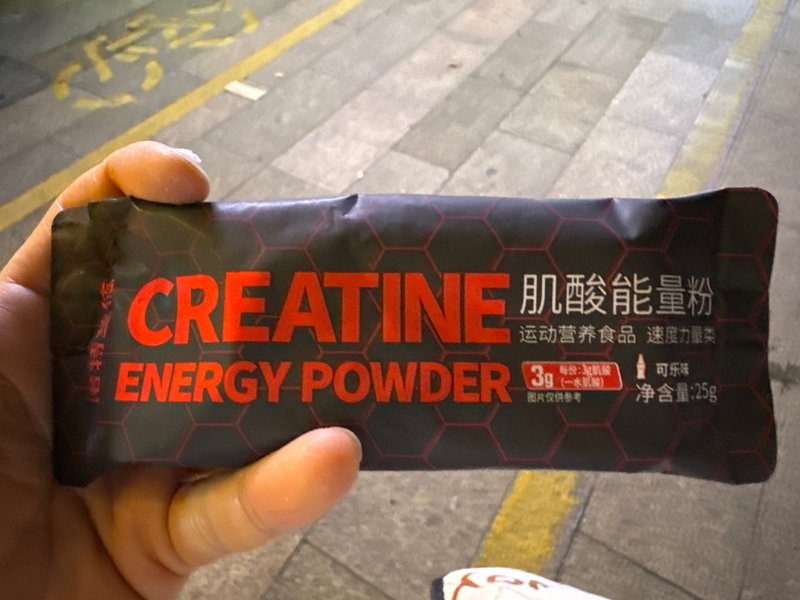 CREATINE
ENERGY POWDER
肌酸能量粉
运动营养食品 速度力量类
3g
每份:3g肌酸
(一水肌酸)
图片仅供参考
可乐味
净含量:25g